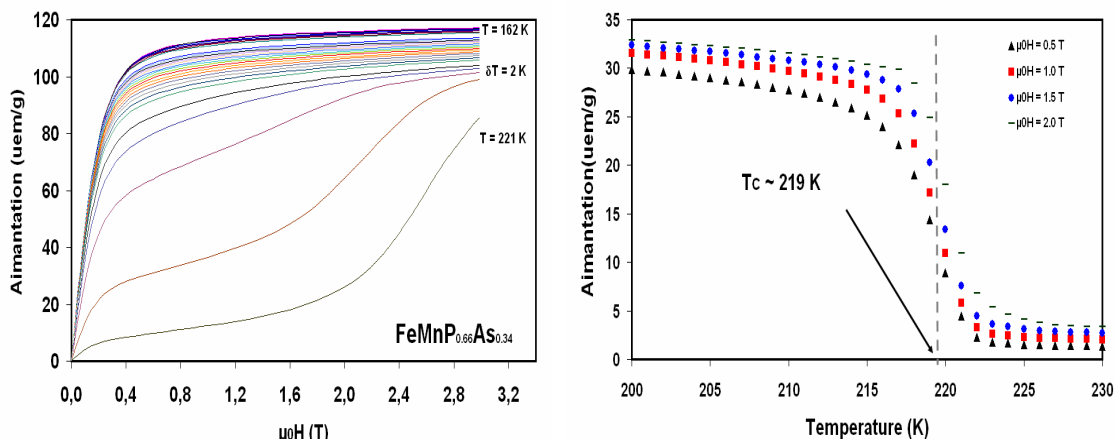 Aimantation (uem/g)
120
100
80
60
40
20
0
T = 162 K
δT = 2 K
T = 221 K
FeMnP0.66As0.34
0,0 0,4 0,8 1,2 1,6 2,0 2,4 2,8 3,2
μ0H (T)
Aimantation(uem/g)
35
30
25
20
15
10
5
0
μ0H = 0.5 T
μ0H = 1.0 T
μ0H = 1.5 T
μ0H = 2.0 T
Tc ~ 219 K
200 205 210 215 220 225 230
Temperature (K)